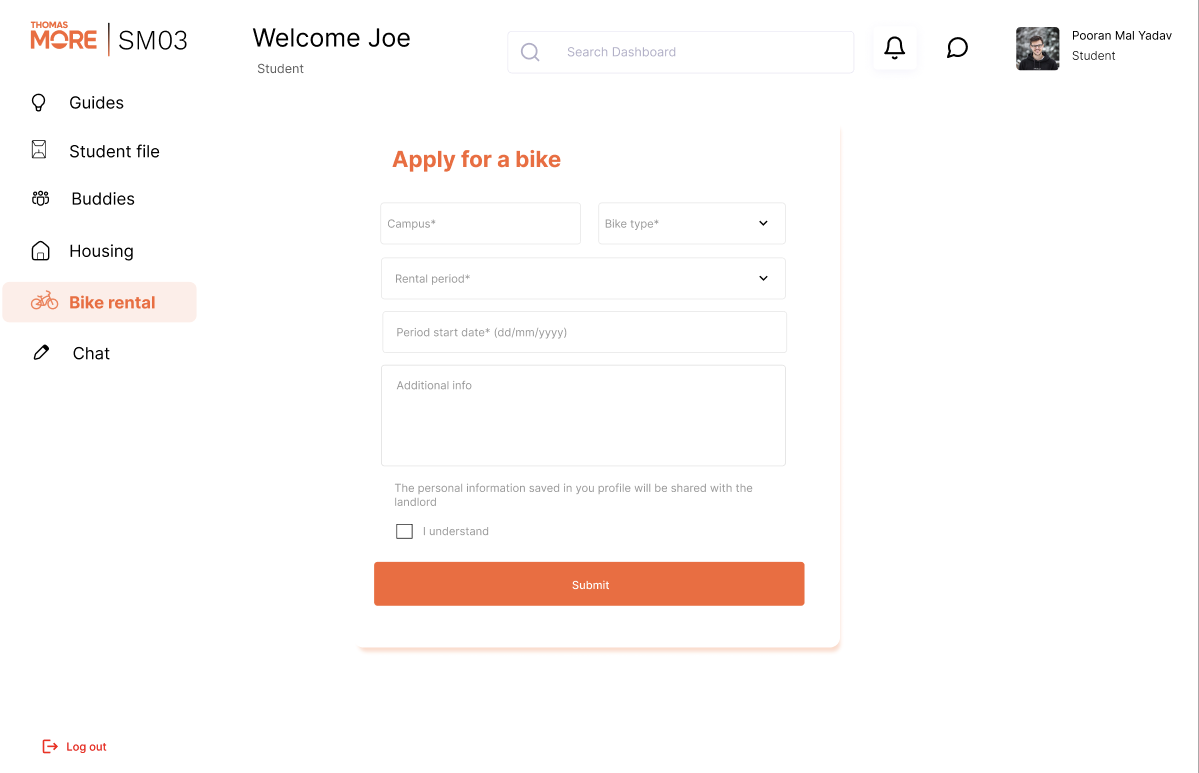 THOMAS
MORE SM03
Welcome Joe
Student
Search Dashboard
Pooran Mal Yadav
Student
Guides
Student file
Buddies
Housing
Bike rental
Chat
Log out
Apply for a bike
Campus*
Bike type*
Rental period*
Period start date* (dd/mm/yyyy)
Additional info
The personal information saved in you profile will be shared with the
landlord
I understand
Submit